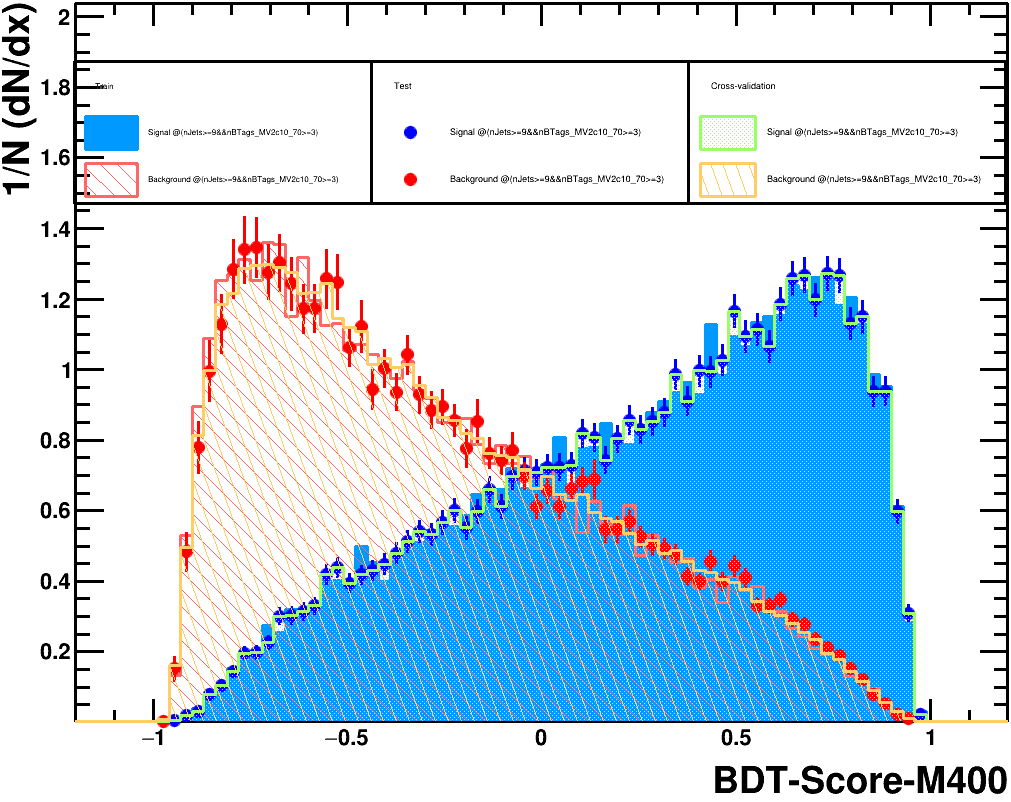 1/N (dN/dx)
2
1.8
1.6
1.4
1.2
1
0.8
0.6
0.4
0.2
Train
Signal @(nJets>=9&&nBTags_MV2c10_70>=3)
Background @(nJets>=9&&nBTags_MV2c10_70>=3)
Test
Signal @(nJets>=9&&nBTags_MV2c10_70>=3)
Background @(nJets>=9&&nBTags_MV2c10_70>=3)
Cross-validation
Signal @(nJets>=9&&nBTags_MV2c10_70>=3)
Background @(nJets>=9&&nBTags_MV2c10_70>=3)
−1 −0.5 0 0.5 1
BDT-Score-M400